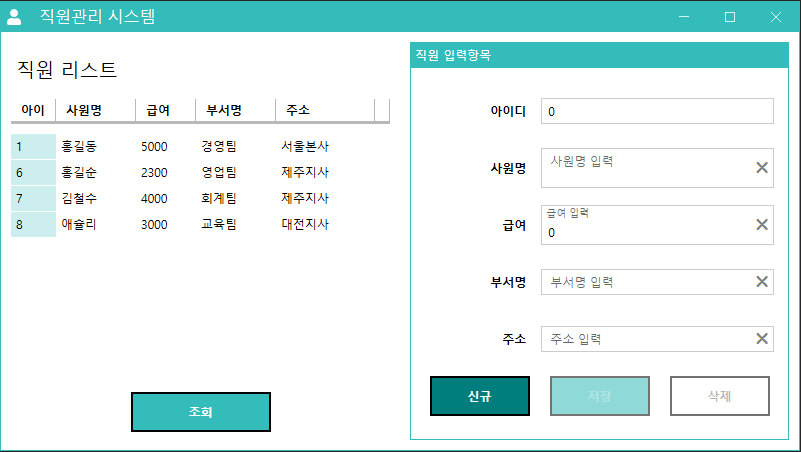 직원관리 시스템
직원 리스트
아이 사원명 급여 부서명 주소
1 홍길동 5000 경영팀 서울본사
6 홍길순 2300 영업팀 제주지사
7 김철수 4000 회계팀 제주지사
8 애슐리 3000 교육팀 대전지사
조회
직원 입력항목
아이디 0
사원명 사원명 입력
급여 급여 입력
0
부서명 부서명 입력
주소 주소 입력
신규 저장 삭제